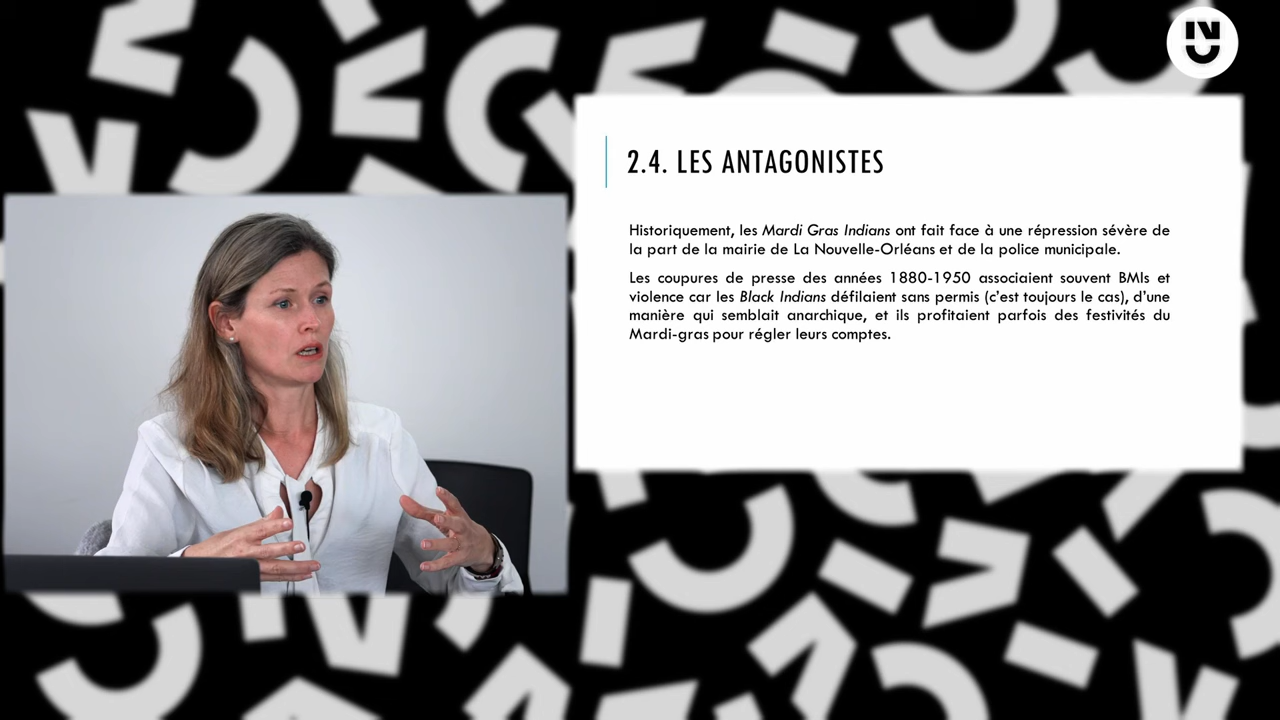 2.4. LES ANTAGONISTES
Historiquement, les Mardi Gras Indians ont fait face à une répression sévère de
la part de la mairie de La Nouvelle-Orléans et de la police municipale.
Les coupures de presse des années 1880-1950 associaient souvent BMIs et
violence car les Black Indians défilaient sans permis (c'est toujours le cas), d'une
manière qui semblait anarchique, et ils profitaient parfois des festivités du
Mardi-gras pour régler leurs comptes.